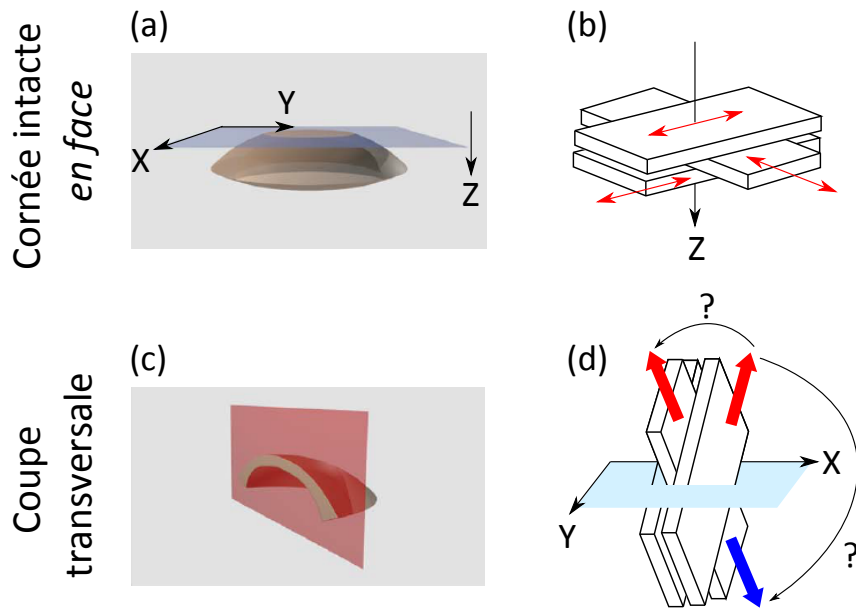 Cornée intacte
en face
(a)
X
Y
Z
(b)
Z
Coupe
transversale
(c)
(d)
?
X
Y
?